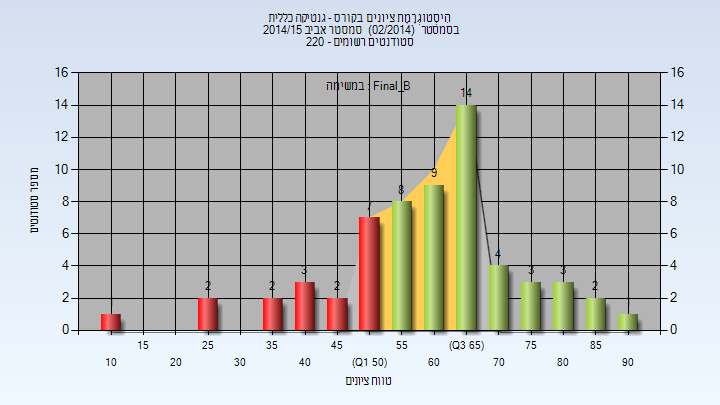 היסטוגרמת ציונים בקורס - גנטיקה כללית
בסמסטר (02/2014) סמסטר אביב 2014/15
סטודנטים רשומים - 220
במשימה : Final_B
16 16
14 14
12 12
10 10
8 8
6 6
4 4
2 2
0 0
1 2 2 3 2 7 8 9 14 4 3 3 2
מספר סטודנטים
15 25 35 45 55 (Q3 65) 75 85
10 20 30 40 (Q1 50) 60 70 80 90
טווח ציונים